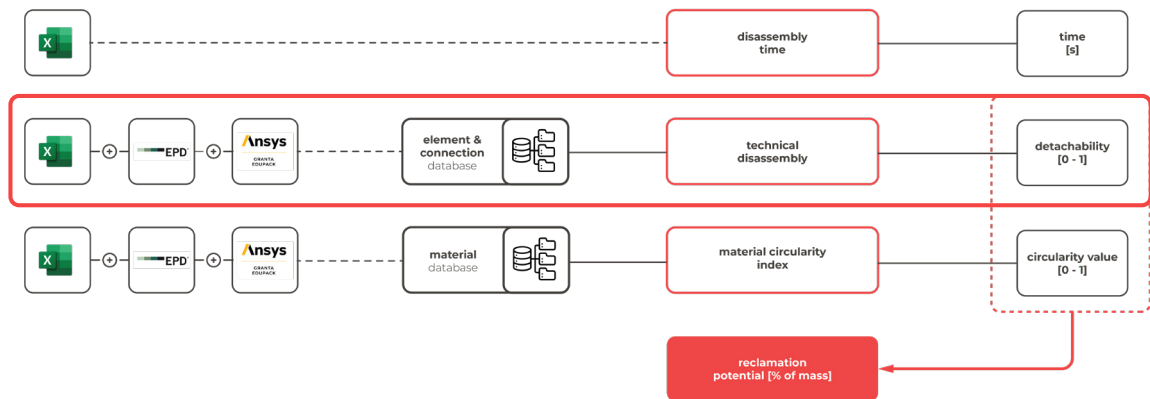 X
disassembly
time
time
[s]
X
+
EPD
+
Ansys
GRANTA
EDUPACK
element &
connection
database
technical
disassembly
detachability
[0 - 1]
X
+
EPD
+
Ansys
GRANTA
EDUPACK
material
database
material circularity
index
circularity value
[0 - 1]
reclamation
potential [% of mass]